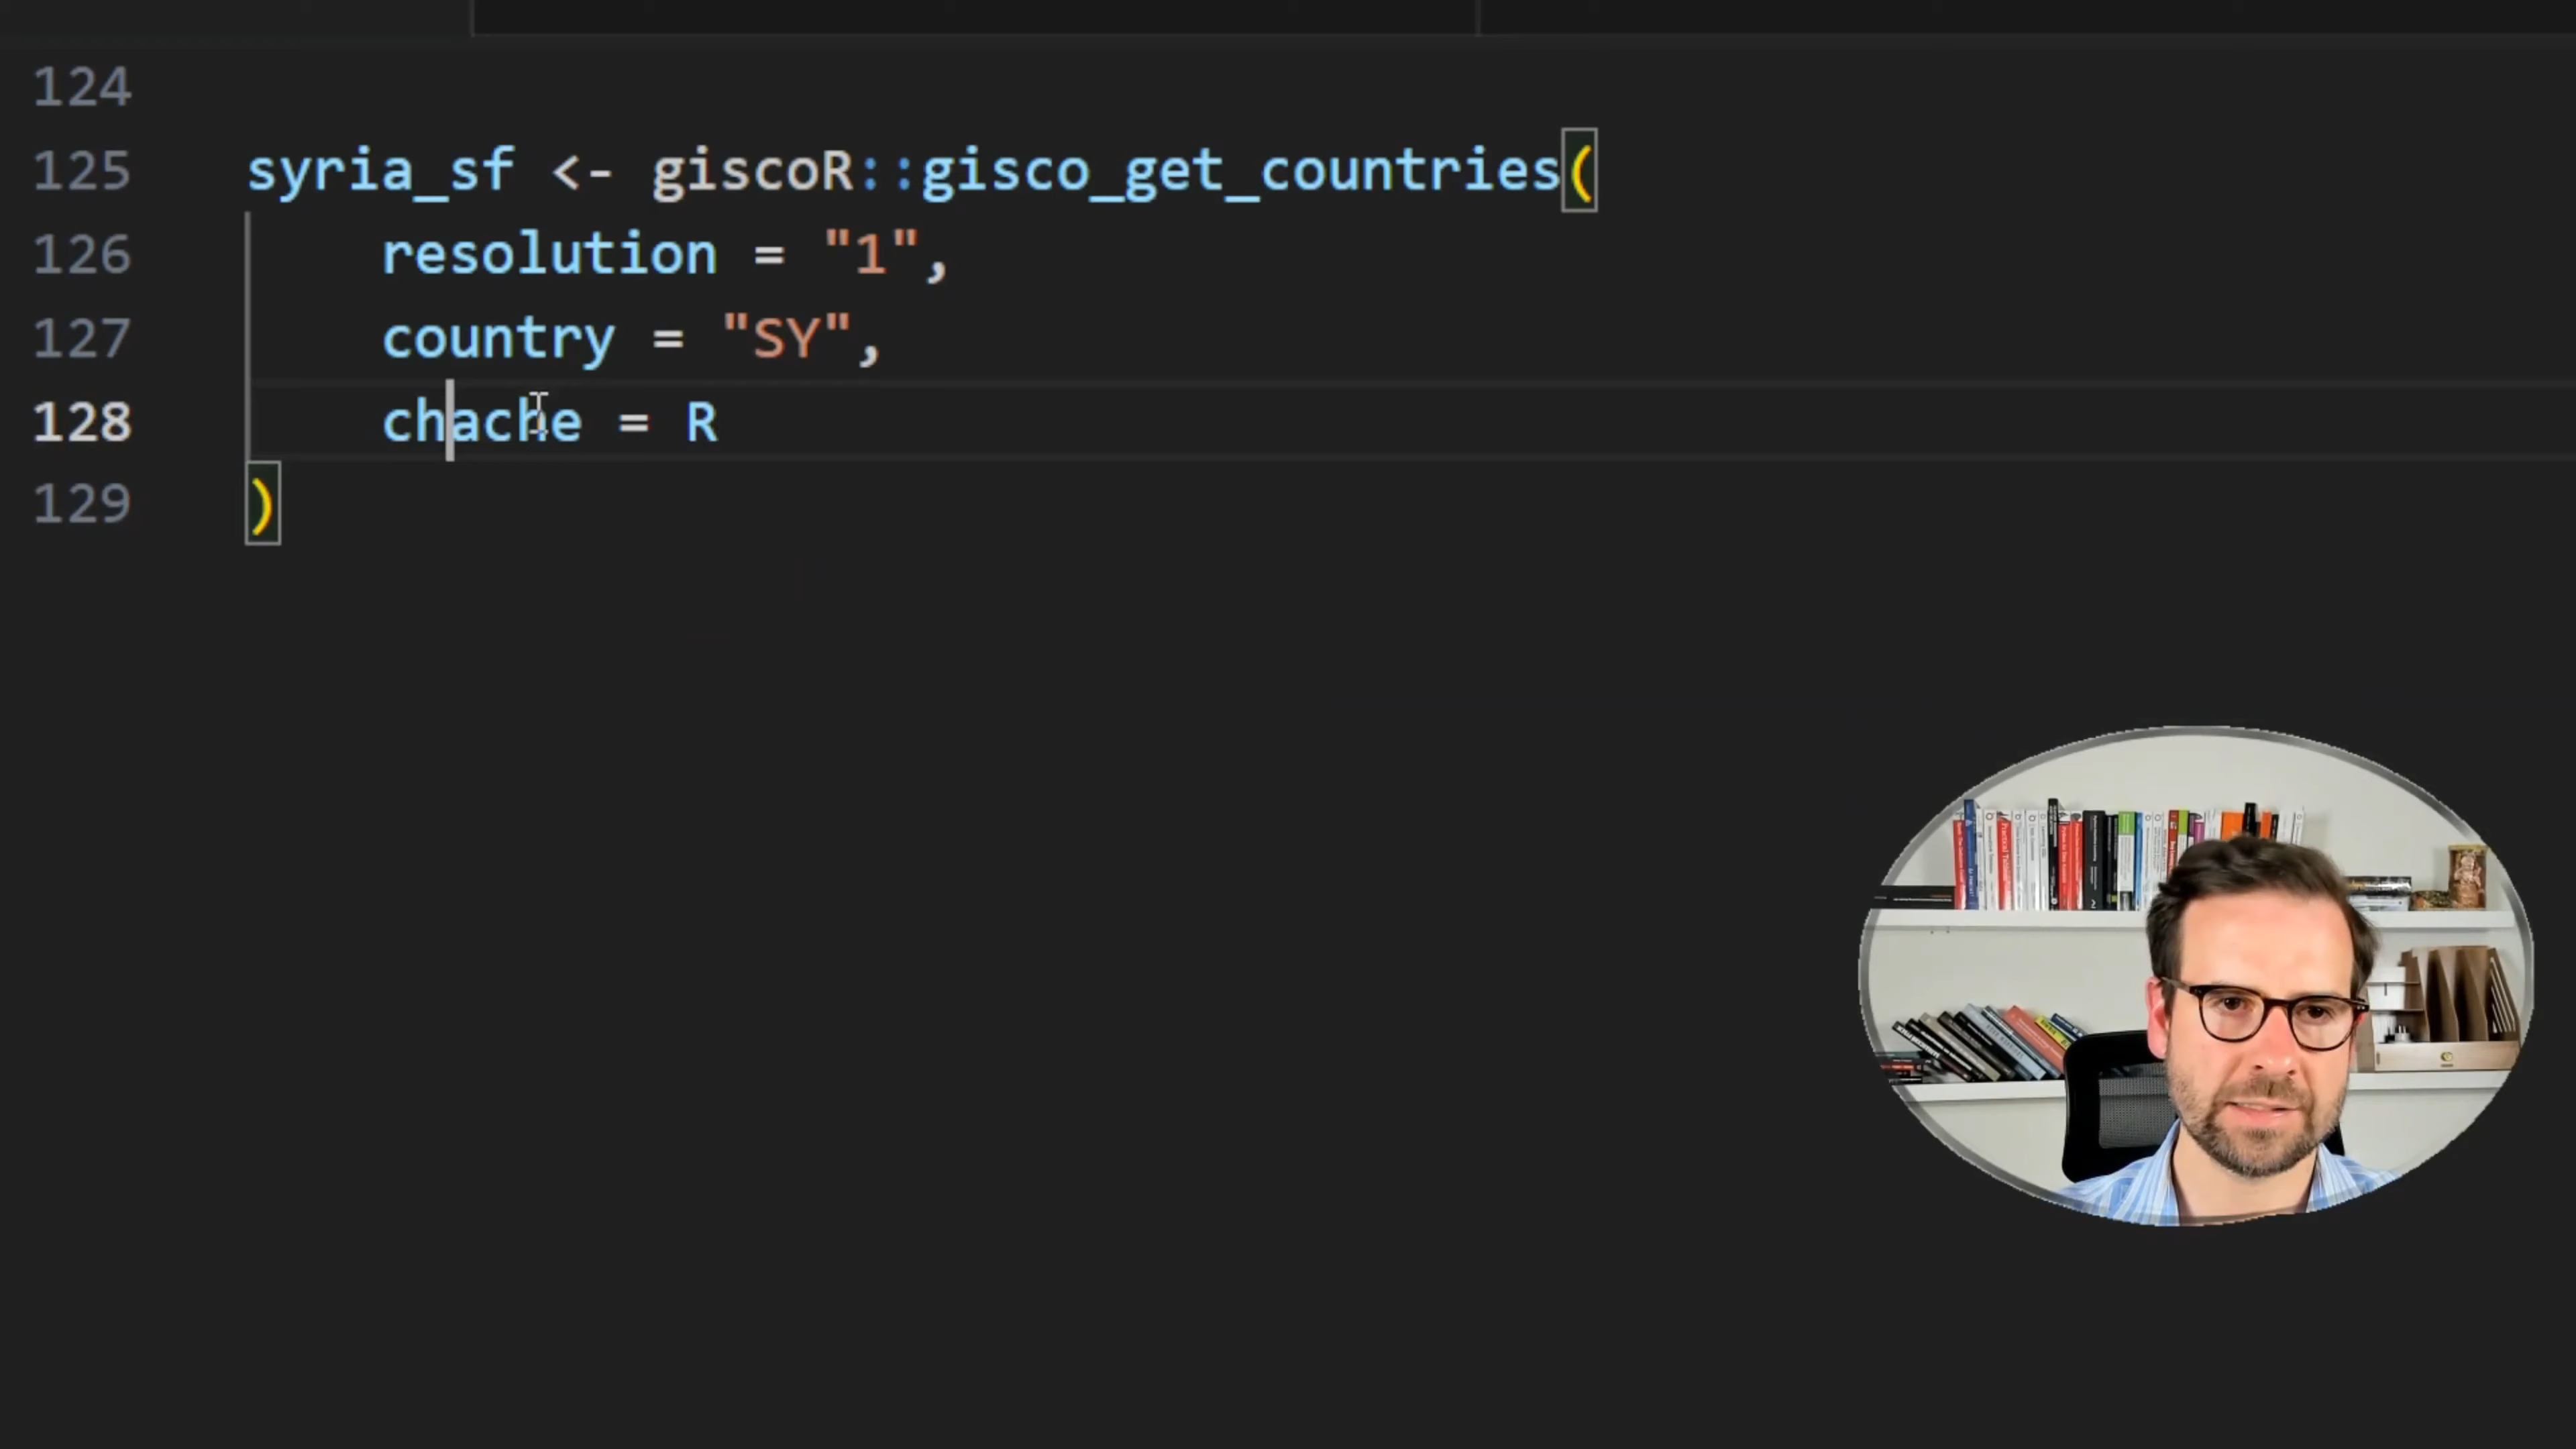 124
125 syria_sf <- giscoR::gisco_get_countries(
126 resolution = "1",
127 country = "SY",
128 chache = R
129 )